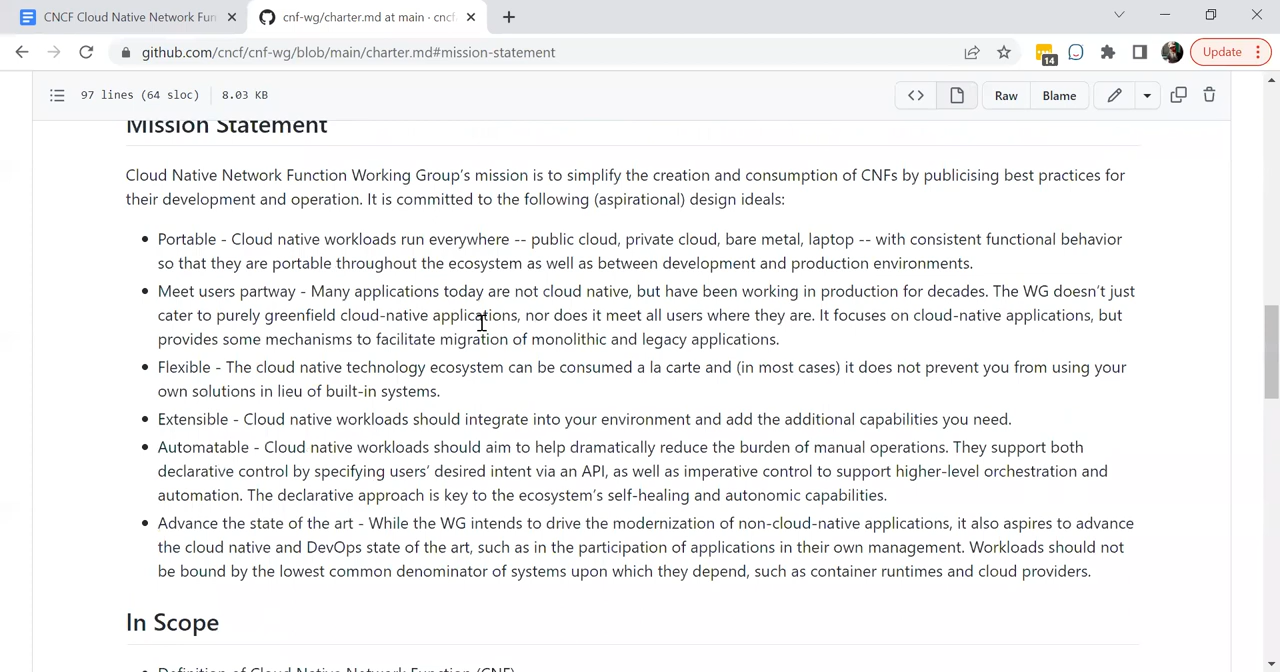 CNCF Cloud Native Network Fun
cnf-wg/charter.md at main · cncf
github.com/cncf/cnf-wg/blob/main/charter.md#mission-statement
14
Update
97 lines (64 sloc) 8.03 KB
Raw
Blame
Mission Statement
Cloud Native Network Function Working Group's mission is to simplify the creation and consumption of CNFs by publicising best practices for
their development and operation. It is committed to the following (aspirational) design ideals:
• Portable - Cloud native workloads run everywhere -- public cloud, private cloud, bare metal, laptop -- with consistent functional behavior
so that they are portable throughout the ecosystem as well as between development and production environments.
• Meet users partway - Many applications today are not cloud native, but have been working in production for decades. The WG doesn't just
cater to purely greenfield cloud-native applications, nor does it meet all users where they are. It focuses on cloud-native applications, but
provides some mechanisms to facilitate migration of monolithic and legacy applications.
• Flexible - The cloud native technology ecosystem can be consumed a la carte and (in most cases) it does not prevent you from using your
own solutions in lieu of built-in systems.
• Extensible - Cloud native workloads should integrate into your environment and add the additional capabilities you need.
• Automatable - Cloud native workloads should aim to help dramatically reduce the burden of manual operations. They support both
declarative control by specifying users' desired intent via an API, as well as imperative control to support higher-level orchestration and
automation. The declarative approach is key to the ecosystem's self-healing and autonomic capabilities.
• Advance the state of the art - While the WG intends to drive the modernization of non-cloud-native applications, it also aspires to advance
the cloud native and DevOps state of the art, such as in the participation of applications in their own management. Workloads should not
be bound by the lowest common denominator of systems upon which they depend, such as container runtimes and cloud providers.
In Scope
• Definition of Cloud Native Network Function (CNF)